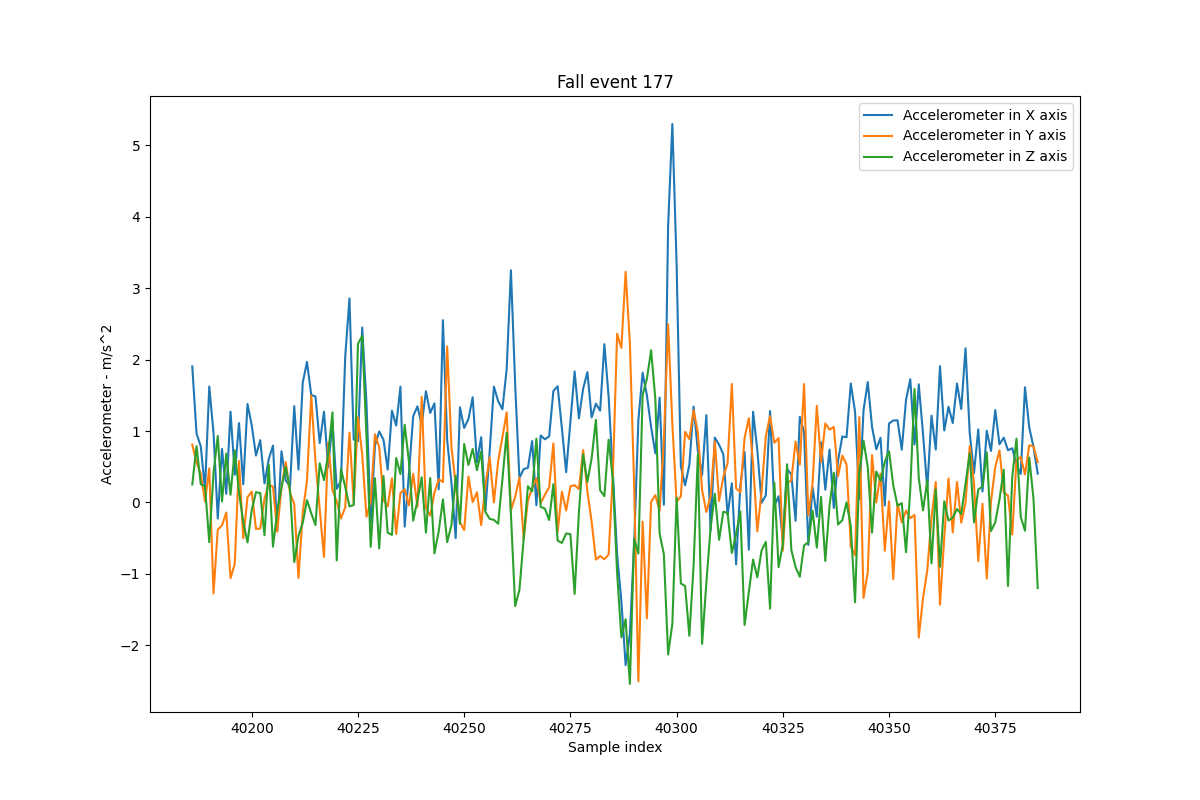 Fall event 177
Accelerometer in X axis
Accelerometer in Y axis
Accelerometer in Z axis
Accelerometer - m/s^2
5
4
3
2
1
0
−1
−2
40200 40225 40250 40275 40300 40325 40350 40375
Sample index